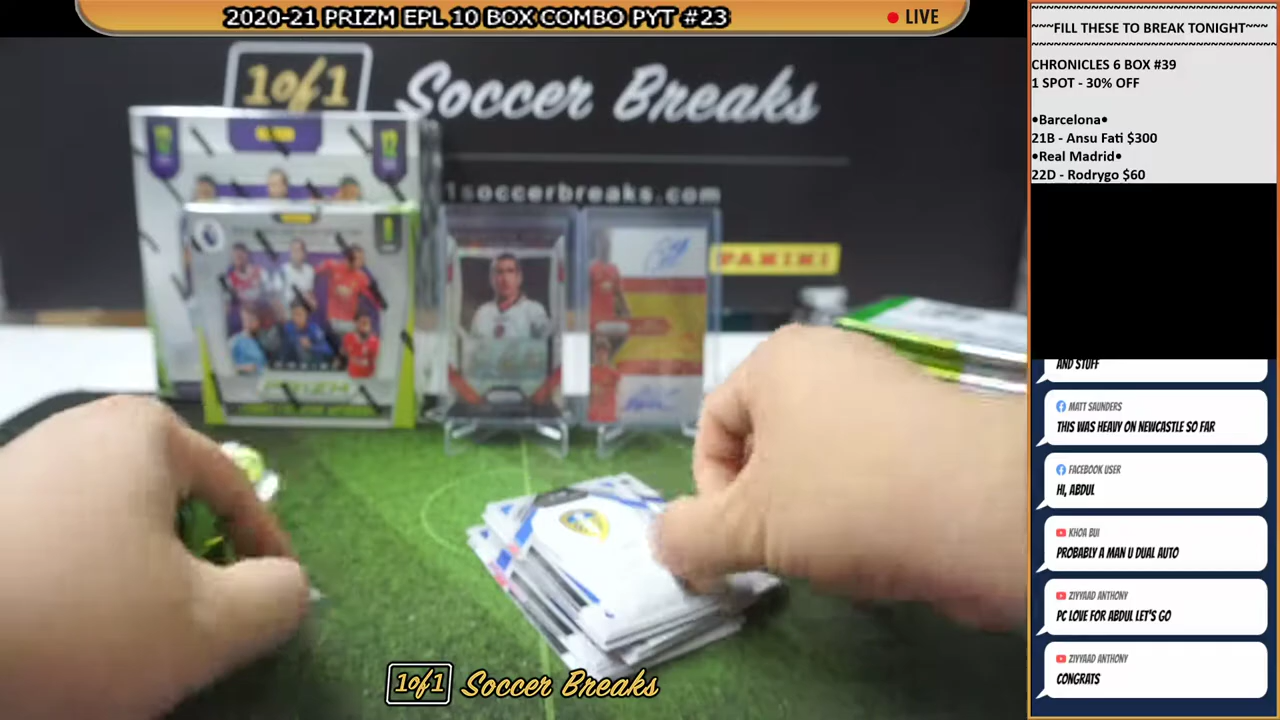 2020-21 PRIZM EPL 10 BOX COMBO PYT #23
LIVE
1of1
Soccer Breaks
1soccerbreaks.com
PANINI
PRIZM
1of1 Soccer Breaks
~~~FILL THESE TO BREAK TONIGHT~~~
CHRONICLES 6 BOX #39
1 SPOT - 30% OFF
•Barcelona•
21B - Ansu Fati $300
•Real Madrid•
22D - Rodrygo $60
AND STUFF
MATT SAUNDERS
THIS WAS HEAVY ON NEWCASTLE SO FAR
FACEBOOK USER
HI, ABDUL
KHOA BUI
PROBABLY A MAN U DUAL AUTO
ZIYYAAD ANTHONY
PC LOVE FOR ABDUL LET'S GO
ZIYYAAD ANTHONY
CONGRATS